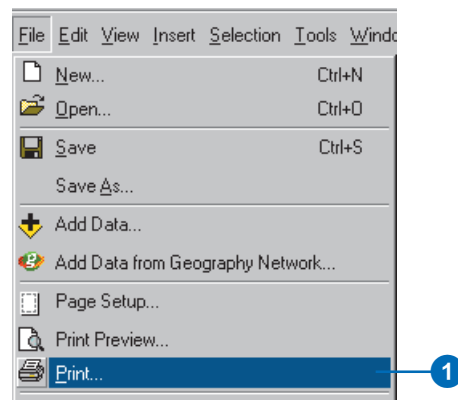 File Edit View Insert Selection Tools Windo
New... Ctrl+N
Open... Ctrl+O
Save Ctrl+S
Save As...
Add Data...
Add Data from Geography Network...
Page Setup...
Print Preview...
Print... 1